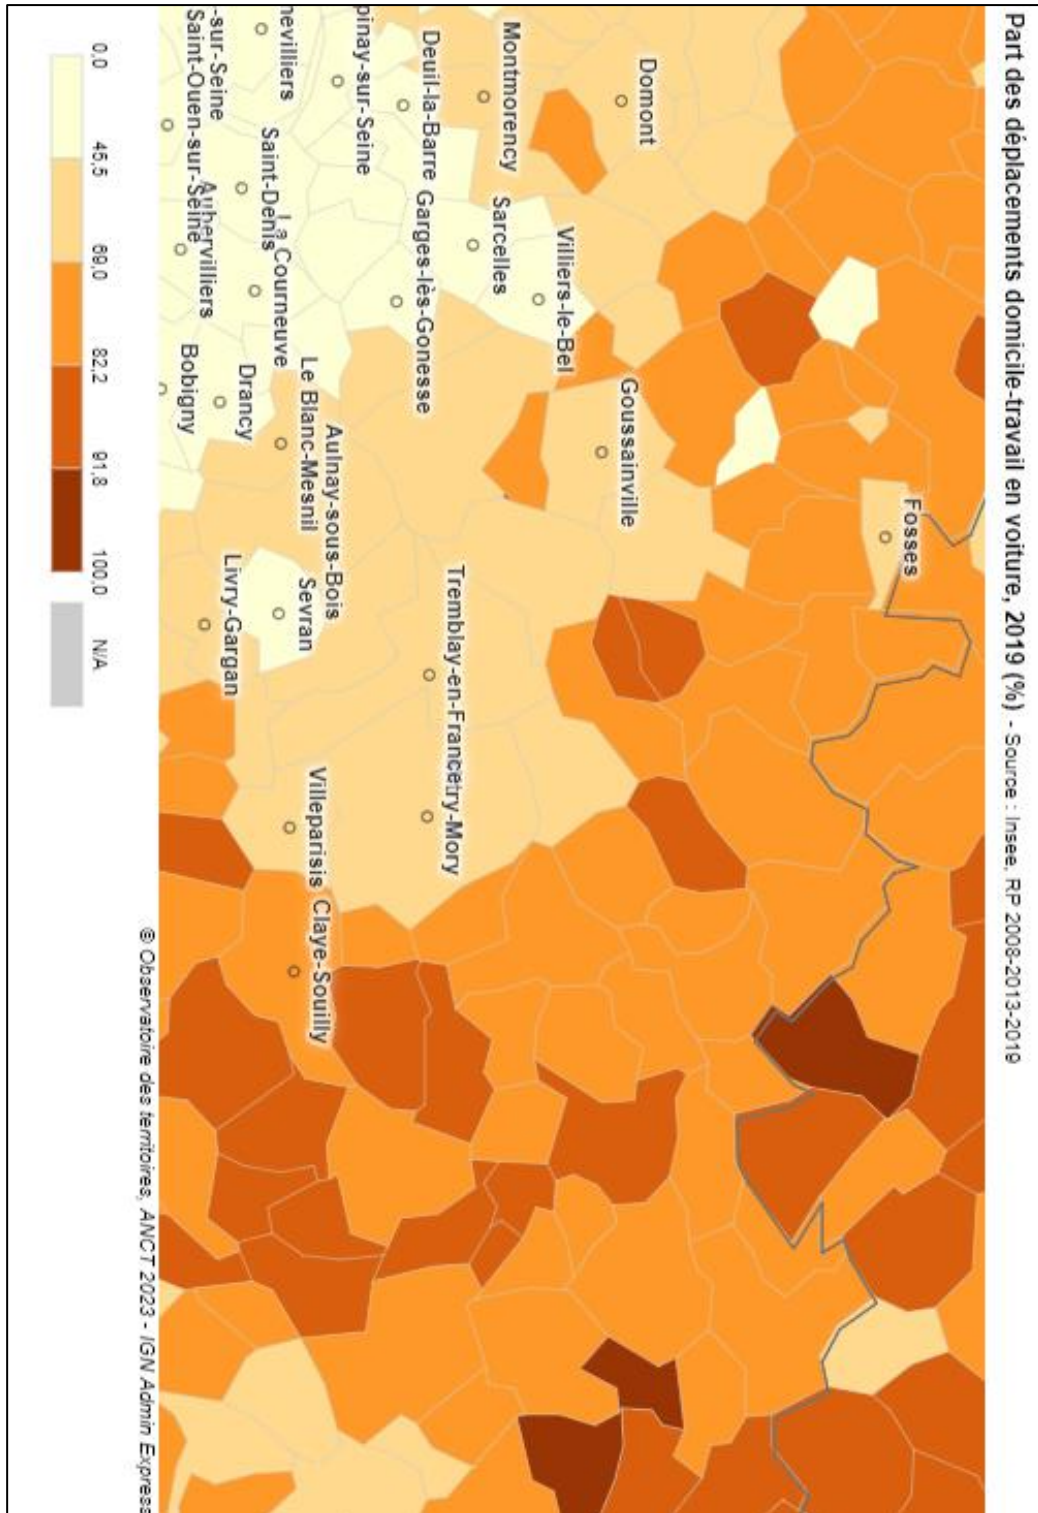 Part des déplacements domicile-travail en voiture, 2019 (%) - Source : Insee, RP 2008-2013-2019
Fosses
Domont
Goussainville
Villiers-le-Bel
Montmorency
Sarcelles
Deuil-la-Barre
Garges-lès-Gonesse
Tremblay-en-France
try-Mory
pinay-sur-Seine
Aulnay-sous-Bois
Le Blanc-Mesnil
Sevran
Villeparisis
Claye-Souilly
nevilliers
La Courneuve
Saint-Denis
Drancy
Livry-Gargan
-sur-Seine
Aubervilliers
Saint-Ouen-sur-Seine
Bobigny
0,0
45,5
69,0
82,2
91,8
100,0
N/A
© Observatoire des territoires, ANCT 2023 - IGN Admin Express